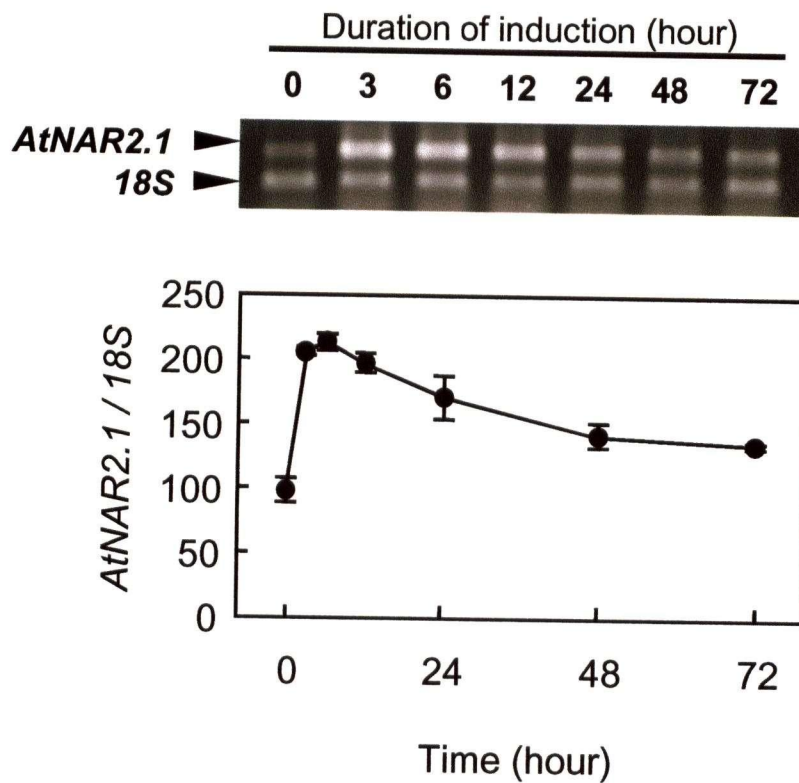 Duration of induction (hour)
0 3 6 12 24 48 72
AtNAR2.1
18S
250
200
150
100
50
0
AtNAR2.1 / 18S
0 24 48 72
Time (hour)